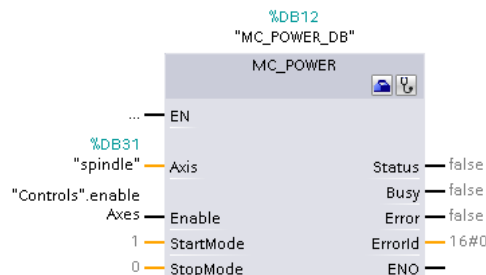 %DB12
"MC_POWER_DB"
MC_POWER
... EN
%DB31
"spindle" Axis Status false
Busy false
"Controls".enable
Axes Enable Error false
1 StartMode ErrorId 16#0
0 StopMode ENO